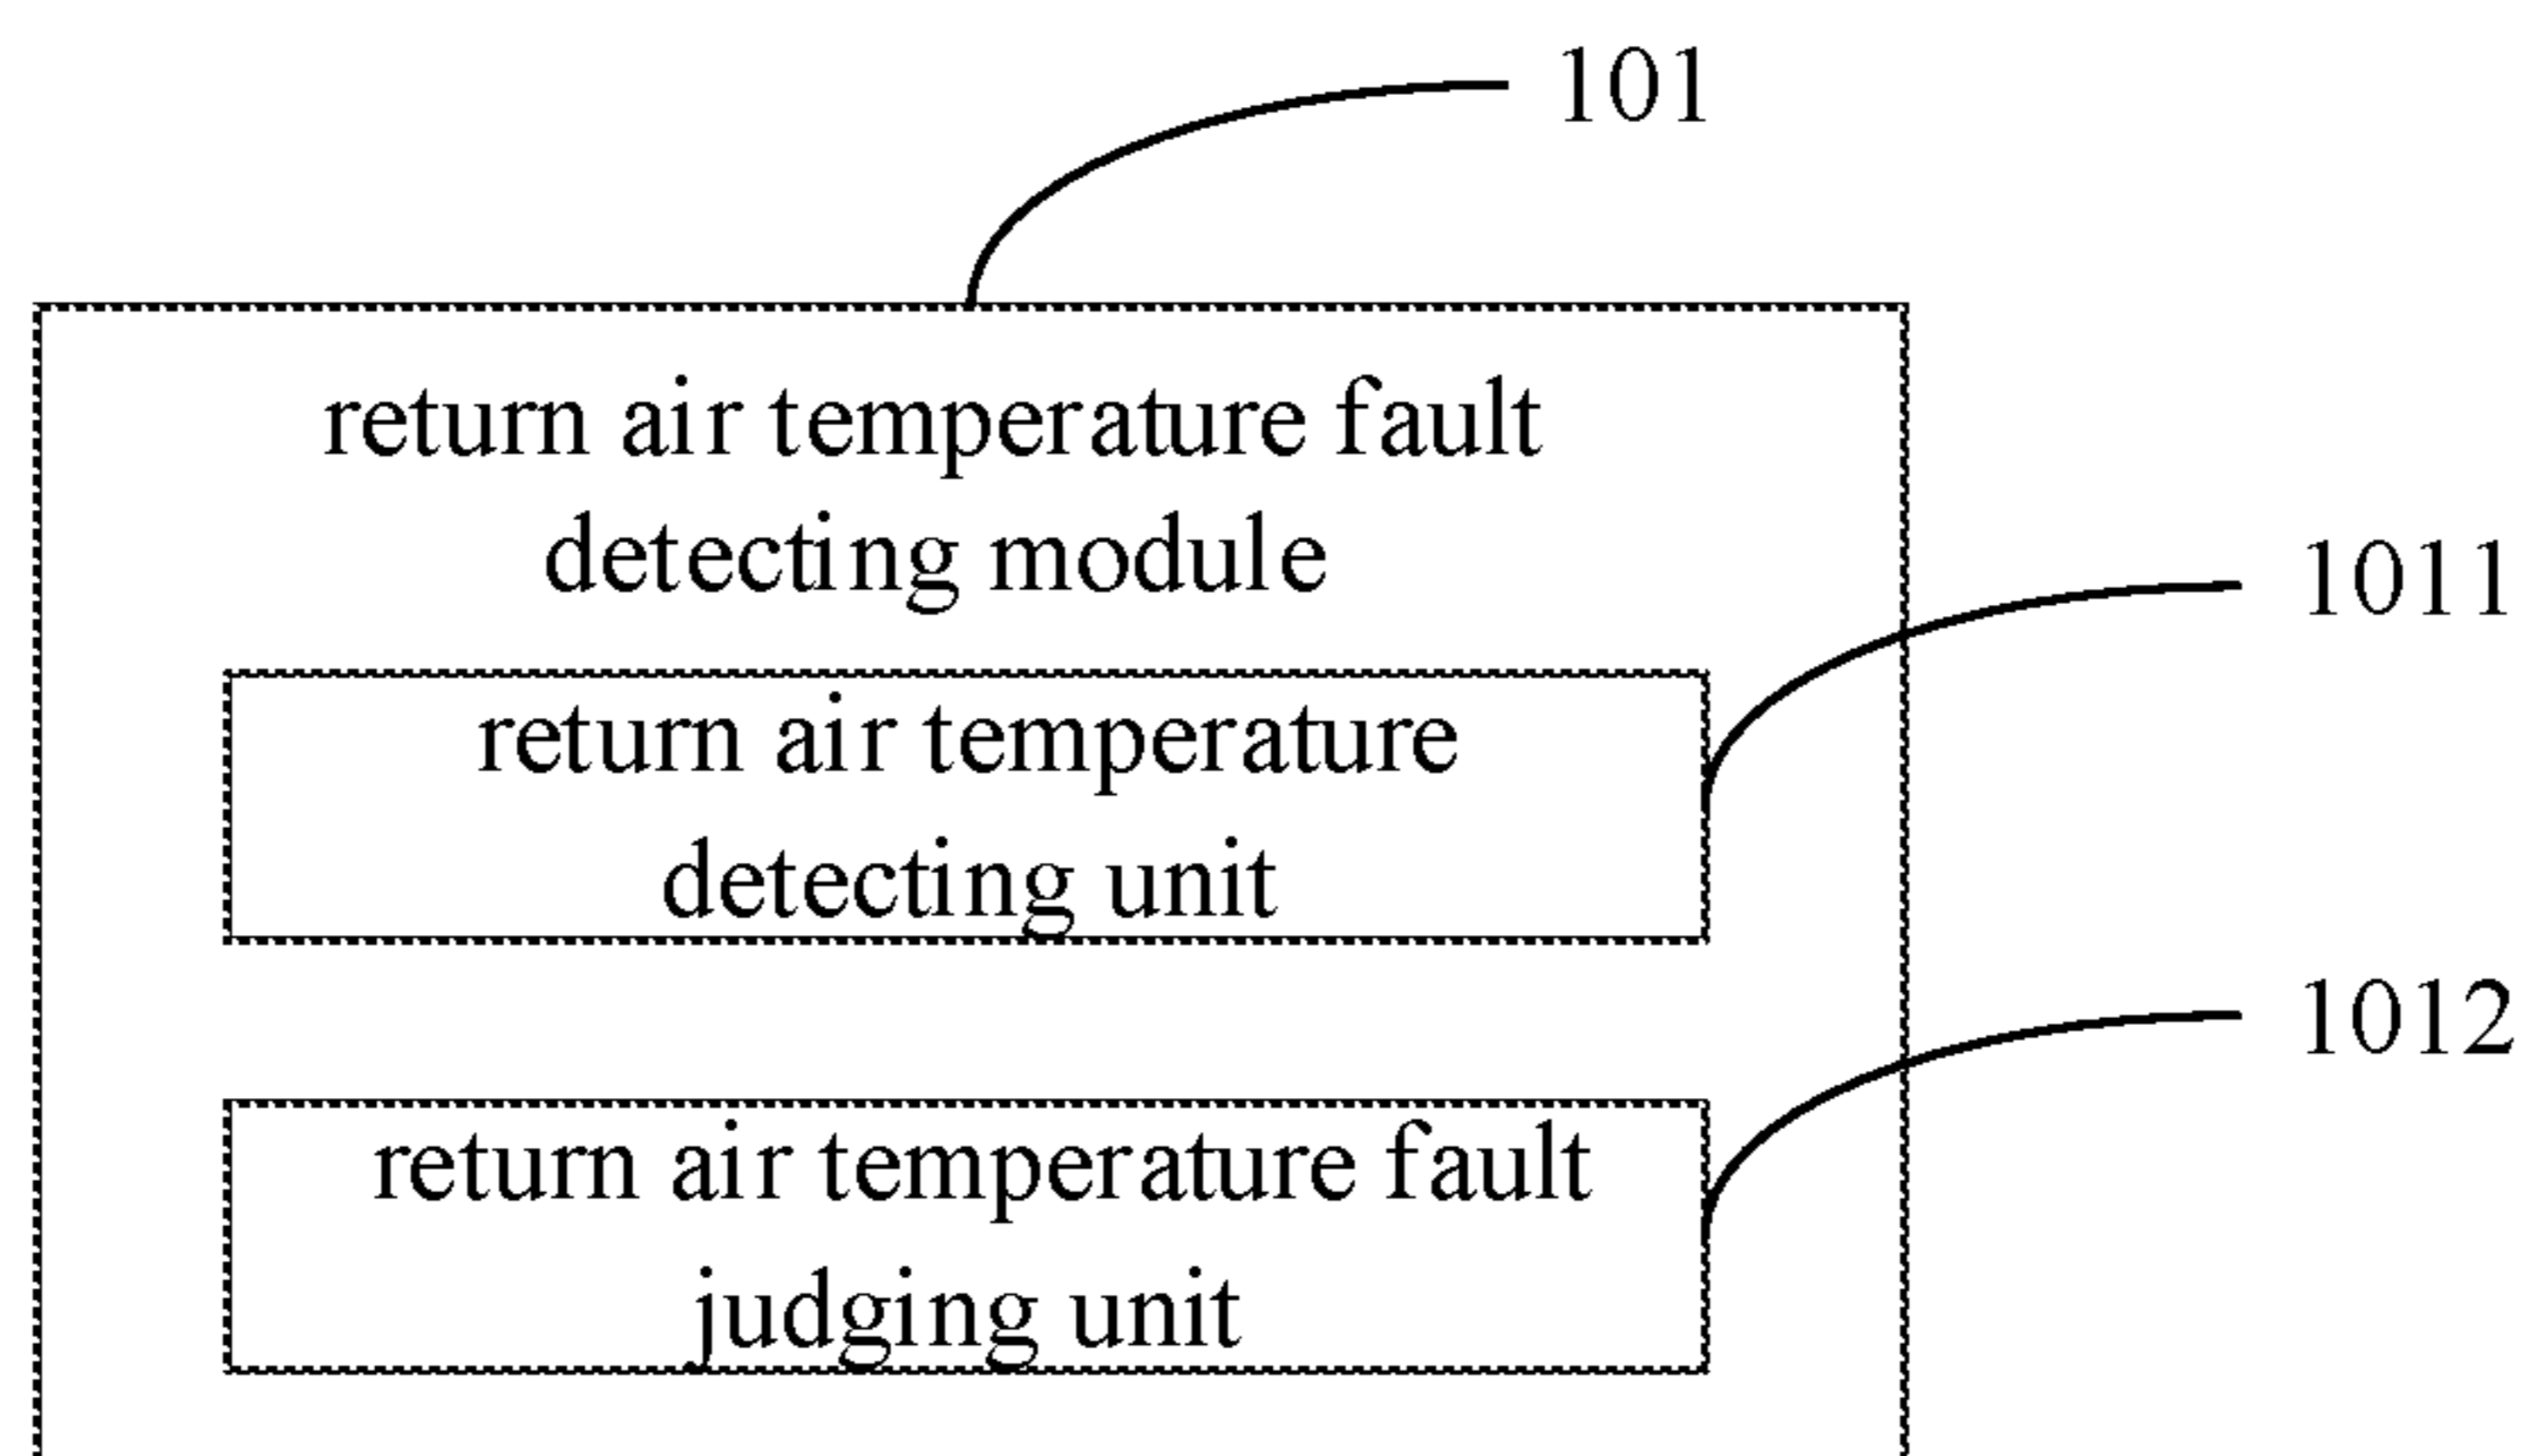 101
return air temperature fault
detecting module
1011
return air temperature
detecting unit
1012
return air temperature fault
judging unit